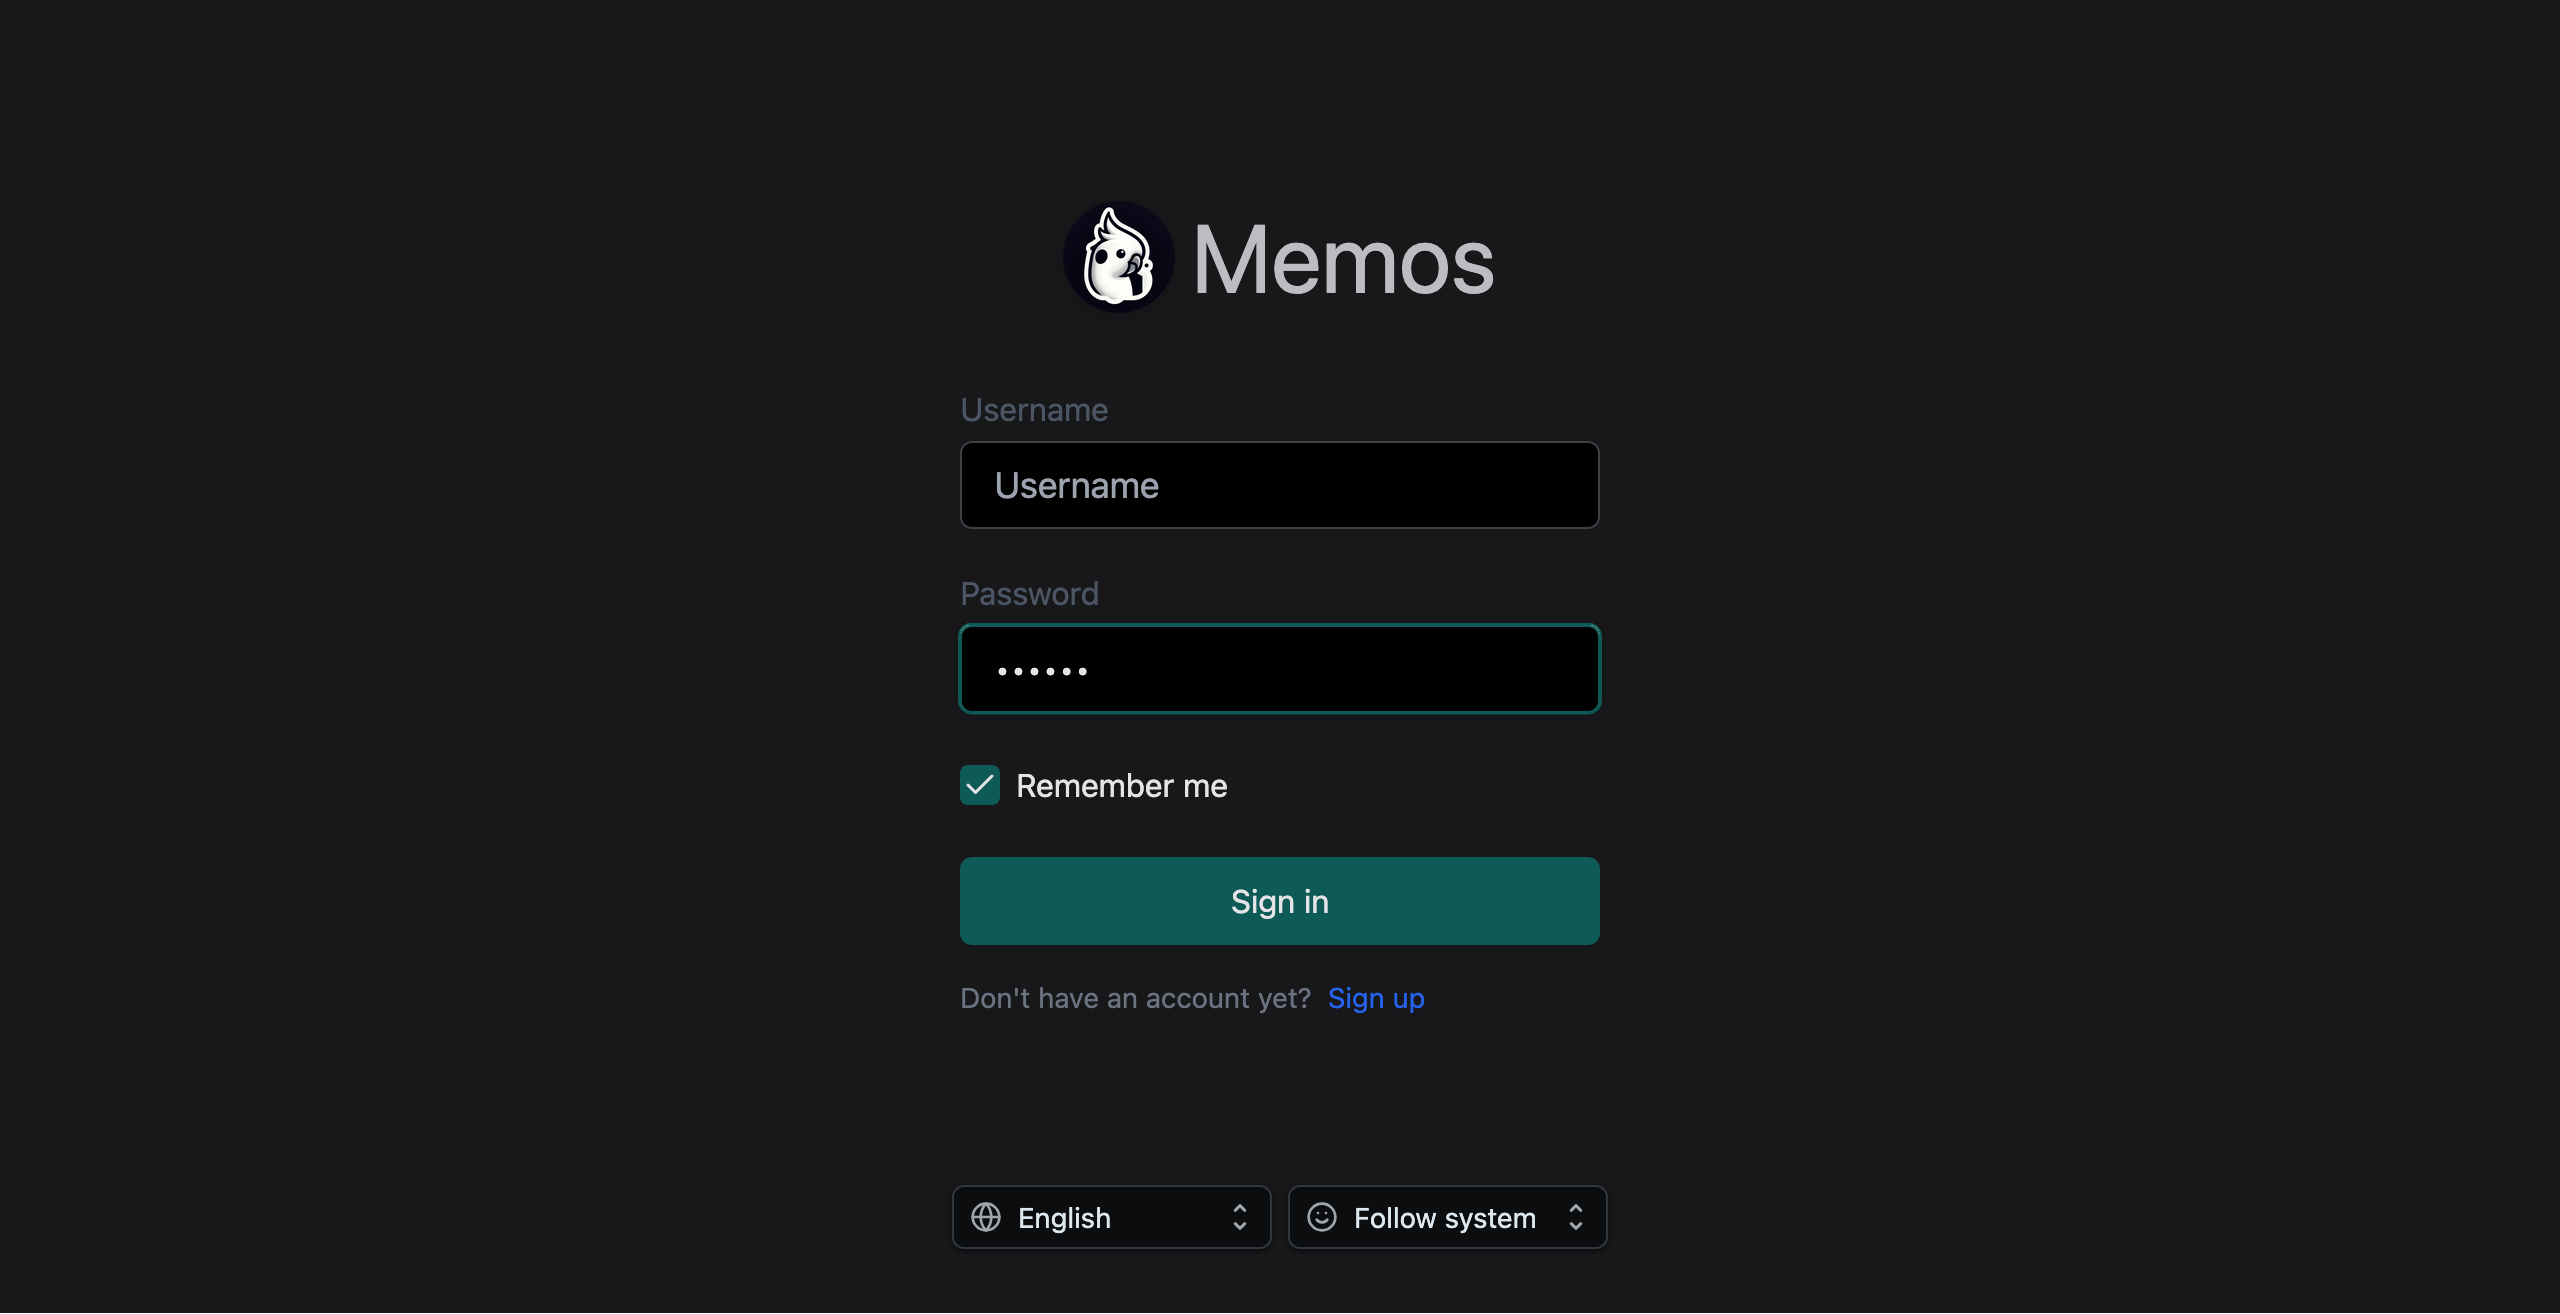 Memos
Username
Username
Password
••••••
Remember me
Sign in
Don't have an account yet? Sign up
English
Follow system